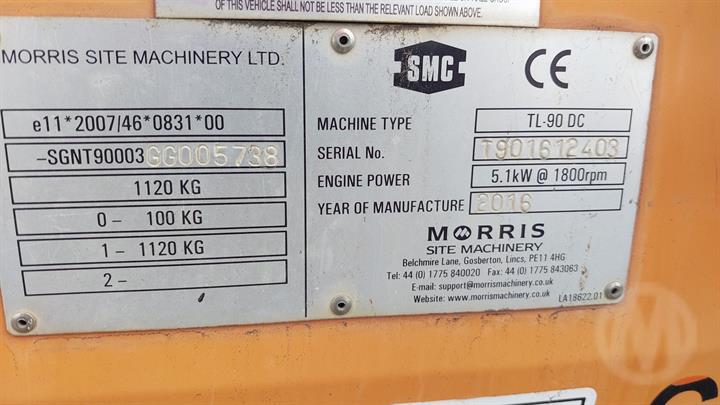 OF THIS VEHICLE SHALL NOT BE LESS THAN THE RELEVANT LOAD SHOWN ABOVE.
MORRIS SITE MACHINERY LTD.
e11*2007/46*0831*00
-SGNT90003GG005738
1120 KG
0 - 100 KG
1 - 1120 KG
2 -
SMC CE
MACHINE TYPE TL-90 DC
SERIAL No. T901612403
ENGINE POWER 5.1kW @ 1800rpm
YEAR OF MANUFACTURE 2016
MORRIS
SITE MACHINERY
Belchmire Lane, Gosberton, Lincs, PE11 4HG
Tel: 44 (0) 1775 840020 Fax: 44 (0) 1775 843063
E-mail: support@morrismachinery.co.uk
Website: www.morrismachinery.co.uk
LA18622.01
M